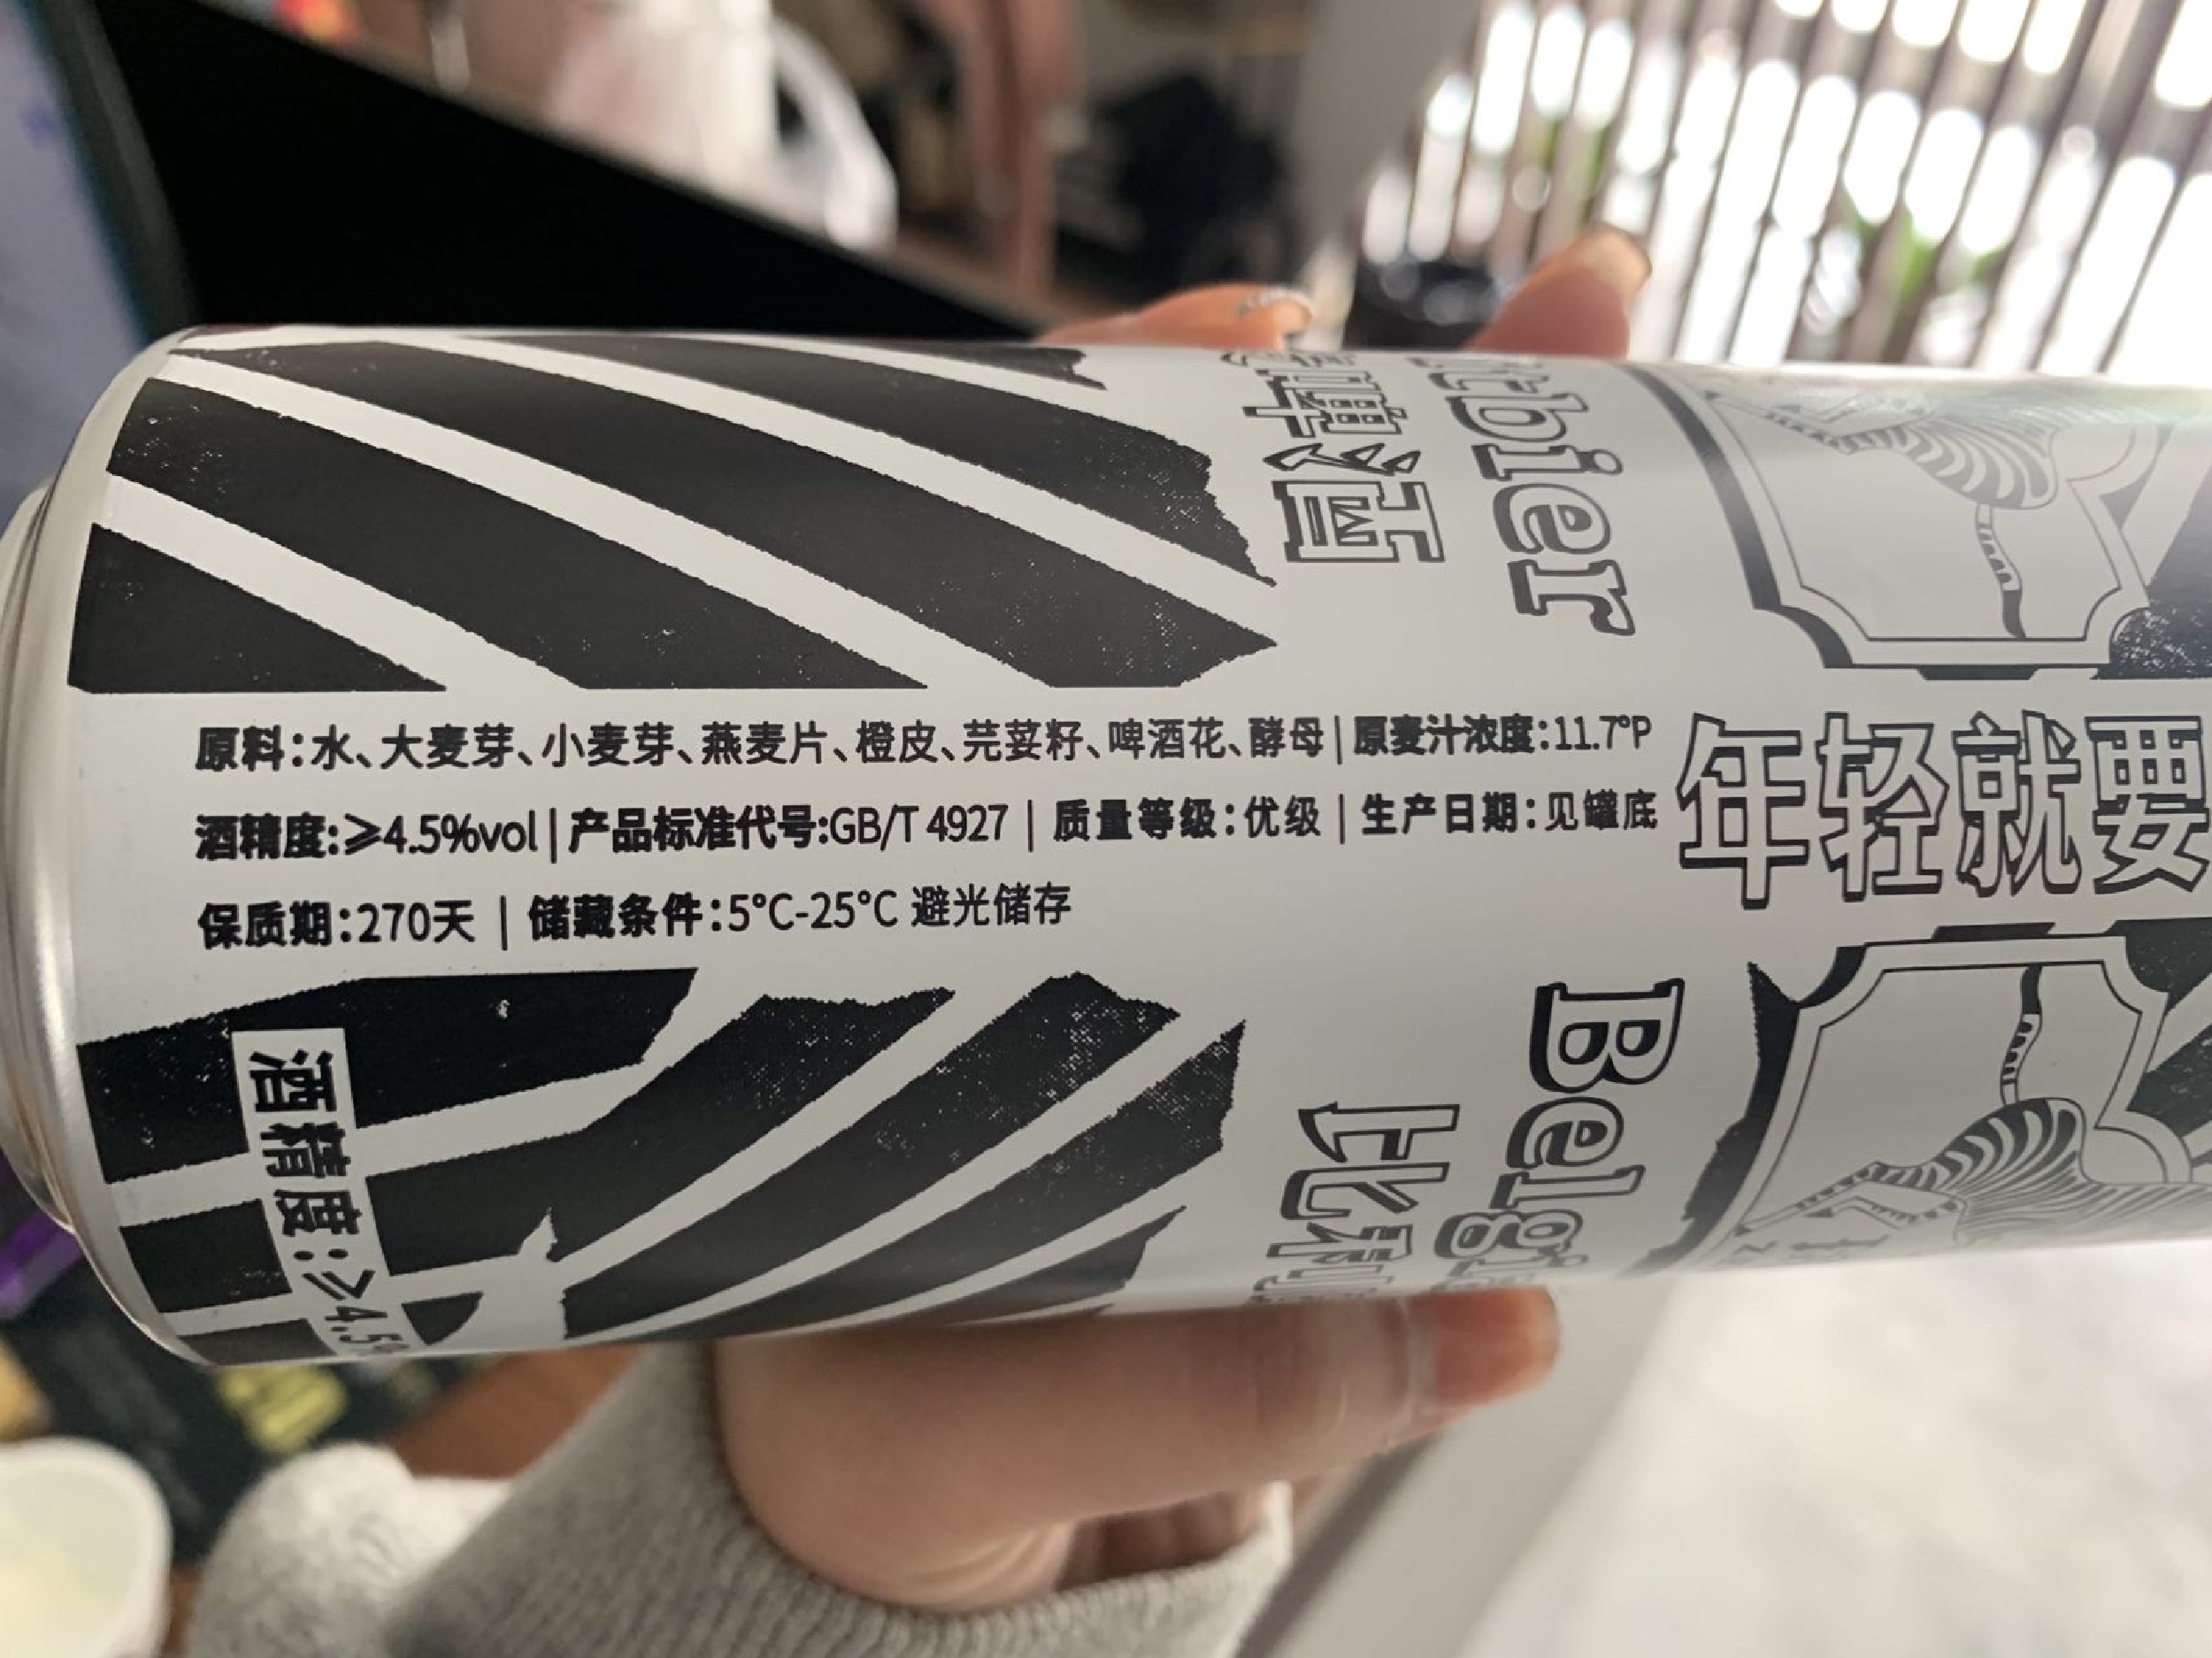 原料:水、大麦芽、小麦芽、燕麦片、橙皮、芫荽籽、啤酒花、酵母|原麦汁浓度:11.7°P
酒精度:≥4.5%vol|产品标准代号:GB/T 4927 | 质量等级:优级 | 生产日期:见罐底
保质期:270天 | 储藏条件:5°C-25°C 避光储存
年轻就要
啤酒
酒精度:≥4.5%